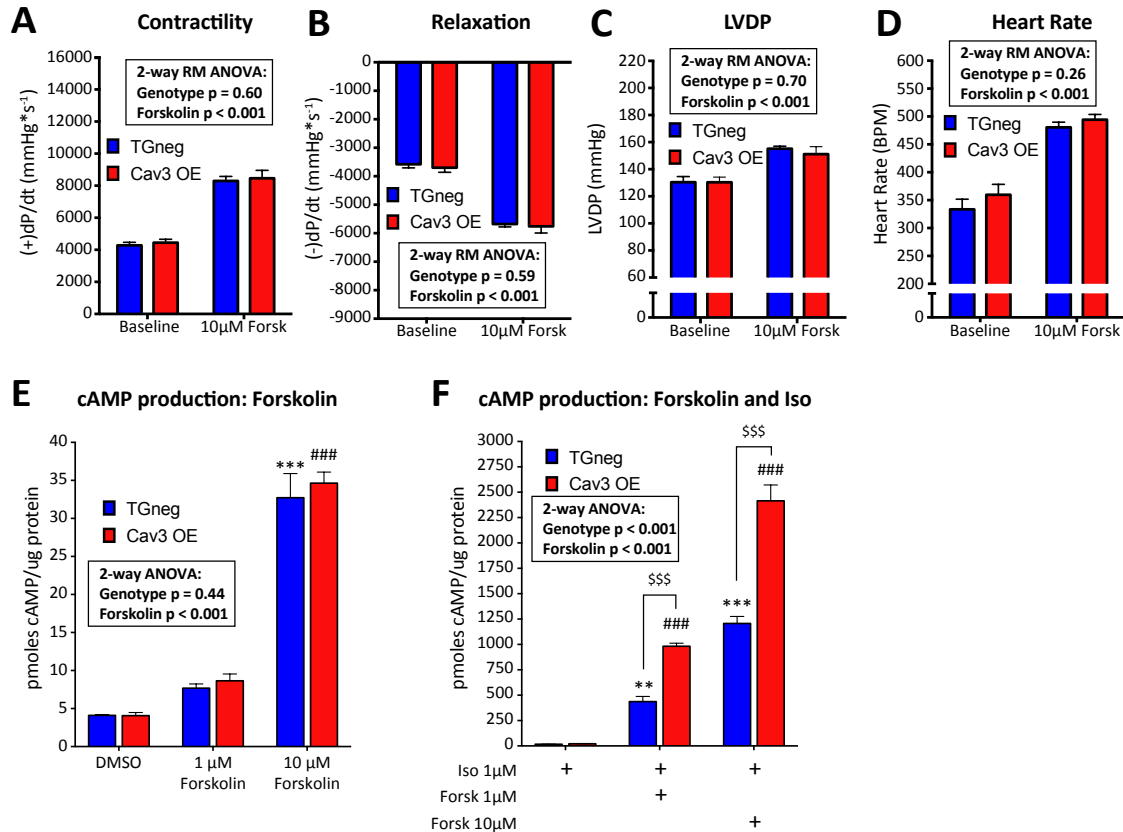 A
Contractility
(+)dP/dt (mmHg*s⁻¹)
16000
14000
12000
10000
8000
6000
4000
2000
0
2-way RM ANOVA:
Genotype p = 0.60
Forskolin p < 0.001
TGneg
Cav3 OE
Baseline
10µM Forsk
B
Relaxation
(-)dP/dt (mmHg*s⁻¹)
0
-1000
-2000
-3000
-4000
-5000
-6000
-7000
-8000
-9000
TGneg
Cav3 OE
2-way RM ANOVA:
Genotype p = 0.59
Forskolin p < 0.001
Baseline
10µM Forsk
C
LVDP
LVDP (mmHg)
220
200
180
160
140
120
100
80
60
0
2-way RM ANOVA:
Genotype p = 0.70
Forskolin p < 0.001
TGneg
Cav3 OE
Baseline
10µM Forsk
D
Heart Rate
Heart Rate (BPM)
600
550
500
450
400
350
300
250
200
0
2-way RM ANOVA:
Genotype p = 0.26
Forskolin p < 0.001
TGneg
Cav3 OE
Baseline
10µM Forsk
E
cAMP production: Forskolin
pmoles cAMP/ug protein
40
35
30
25
20
15
10
5
0
TGneg
Cav3 OE
2-way ANOVA:
Genotype p = 0.44
Forskolin p < 0.001
***
###
DMSO
1 µM
Forskolin
10 µM
Forskolin
F
cAMP production: Forskolin and Iso
pmoles cAMP/ug protein
3000
2750
2500
2250
2000
1750
1500
1250
1000
750
500
250
0
TGneg
Cav3 OE
2-way ANOVA:
Genotype p < 0.001
Forskolin p < 0.001
$$$
**
###
$$$
***
###
Iso 1µM + + +
Forsk 1µM +
Forsk 10µM +